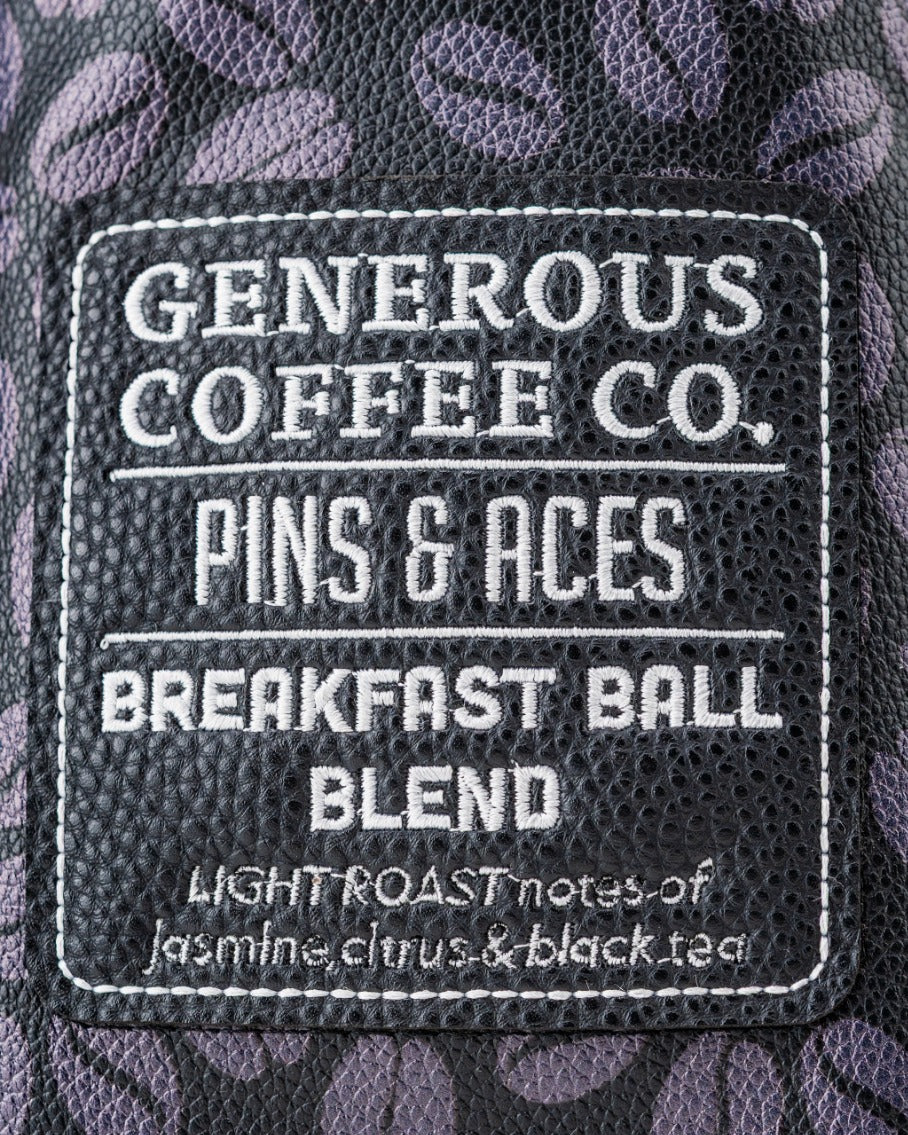 GENEROUS
COFFEE CO.
PINS & ACES
BREAKFAST BALL
BLEND
LIGHT ROAST notes of
jasmine, citrus & black tea